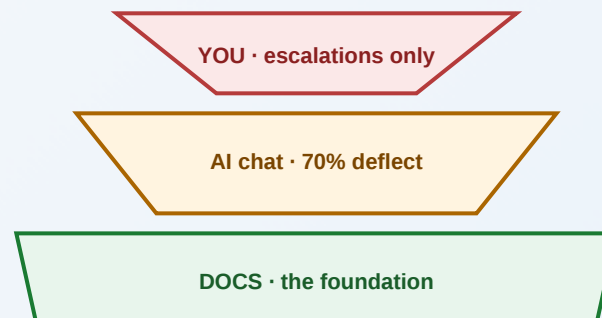 YOU · escalations only
AI chat · 70% deflect
DOCS · the foundation